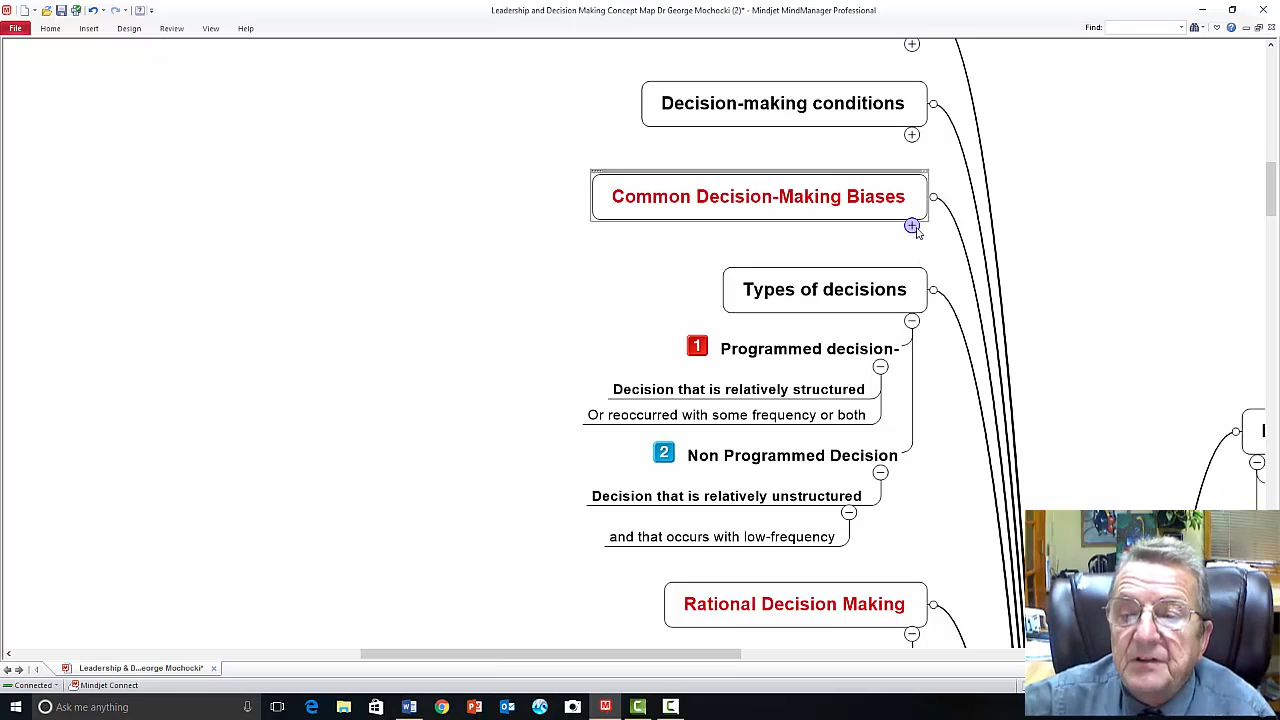 Leadership and Decision Making Concept Map Dr George Mochocki (2)* - Mindjet MindManager Professional
File Home Insert Design Review View Help
Find:
Decision-making conditions
Common Decision-Making Biases
Types of decisions
1 Programmed decision-
Decision that is relatively structured
Or reoccurred with some frequency or both
2 Non Programmed Decision
Decision that is relatively unstructured
and that occurs with low-frequency
Rational Decision Making
Leadership & D...eorge Mochocki*
Connected
Mindjet Connect
Ask me anything